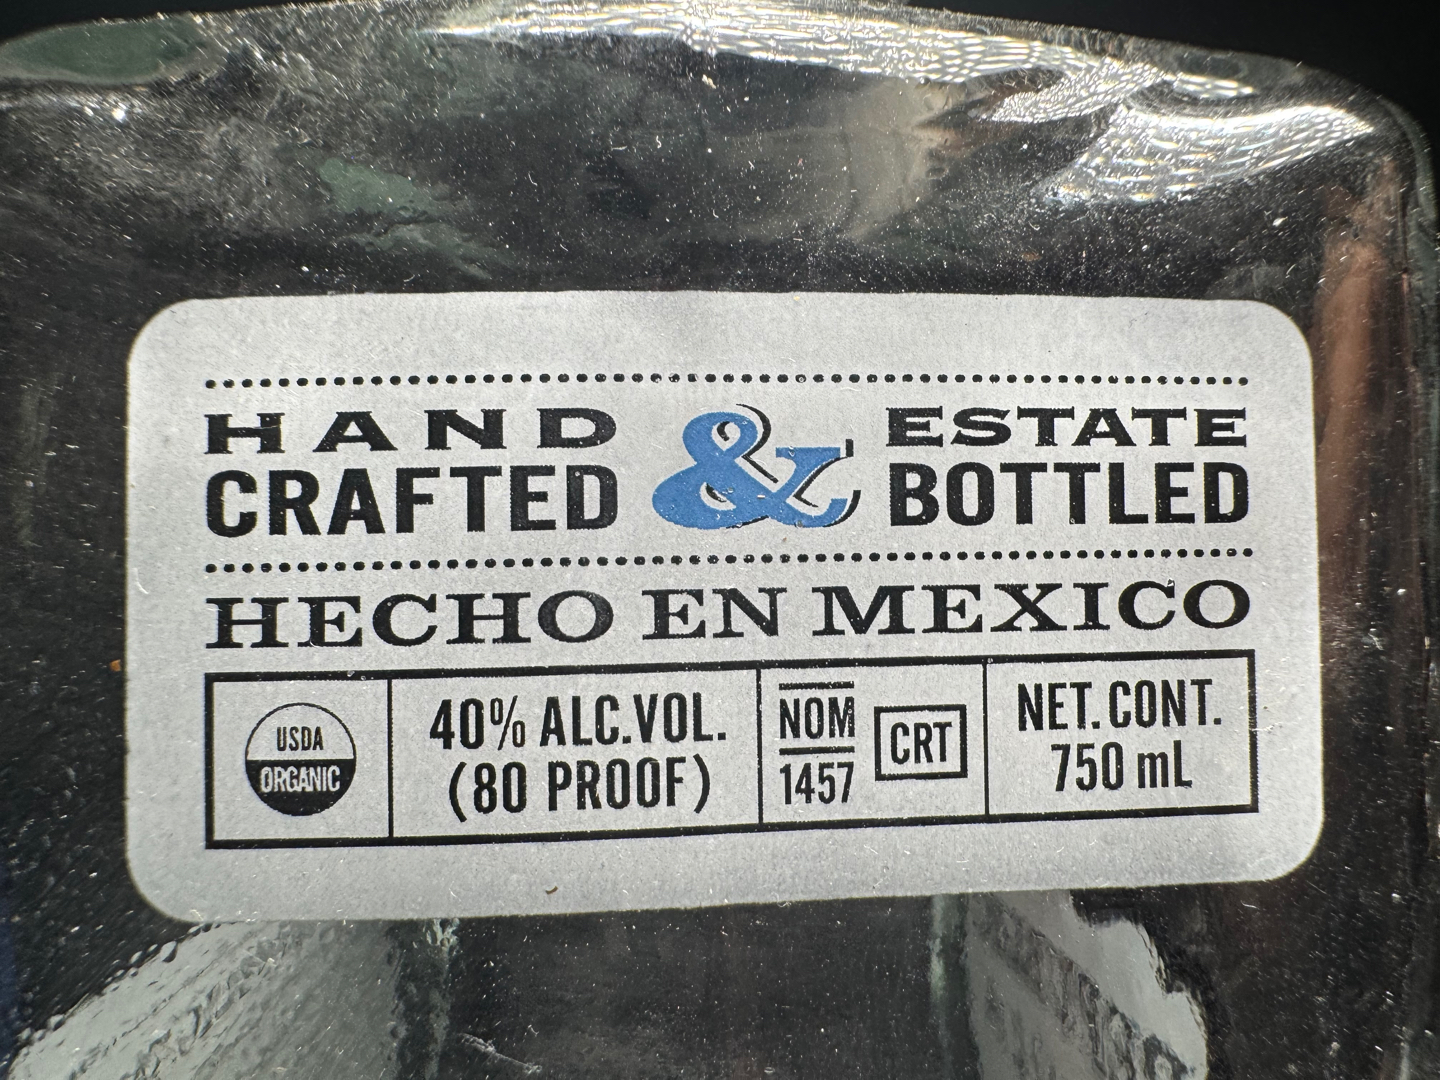 HAND CRAFTED & ESTATE BOTTLED
HECHO EN MEXICO
USDA
ORGANIC
40% ALC.VOL.
(80 PROOF)
NOM
1457
CRT
NET. CONT.
750 mL